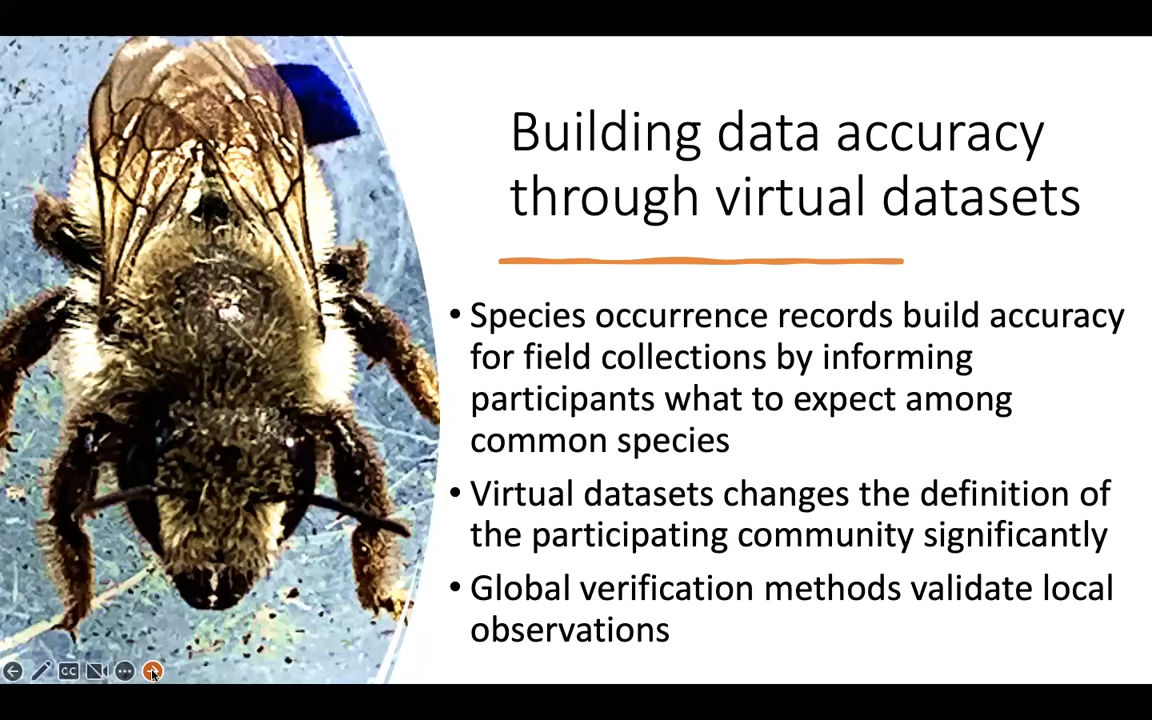 Building data accuracy
through virtual datasets
• Species occurrence records build accuracy
for field collections by informing
participants what to expect among
common species
• Virtual datasets changes the definition of
the participating community significantly
• Global verification methods validate local
observations
CC